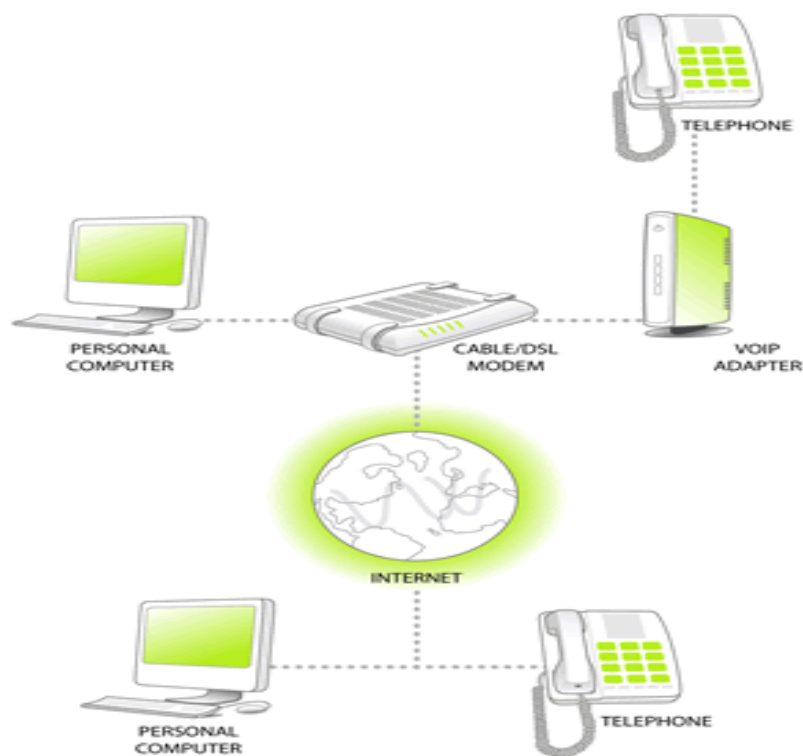 TELEPHONE
PERSONAL
COMPUTER
CABLE/DSL
MODEM
VOIP
ADAPTER
INTERNET
PERSONAL
COMPUTER
TELEPHONE